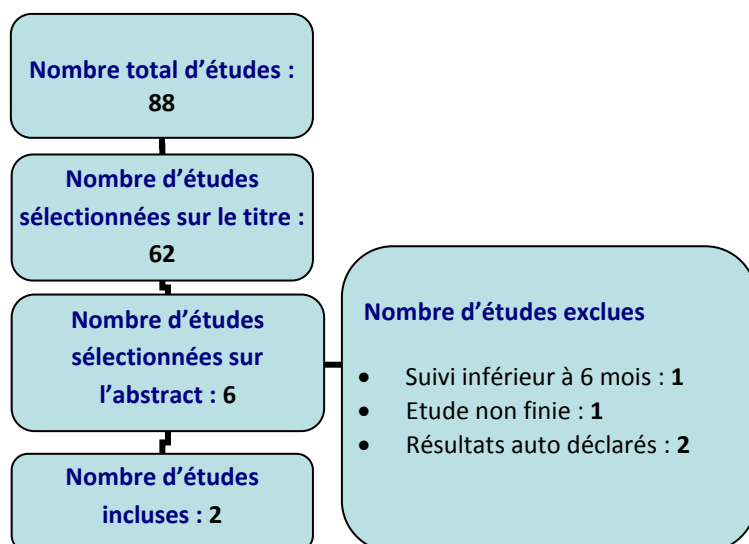 Nombre total d'études :
88
Nombre d'études
sélectionnées sur le titre :
62
Nombre d'études
sélectionnées sur
l'abstract : 6
Nombre d'études exclues
• Suivi inférieur à 6 mois : 1
• Etude non finie : 1
• Résultats auto déclarés : 2
Nombre d'études
incluses : 2